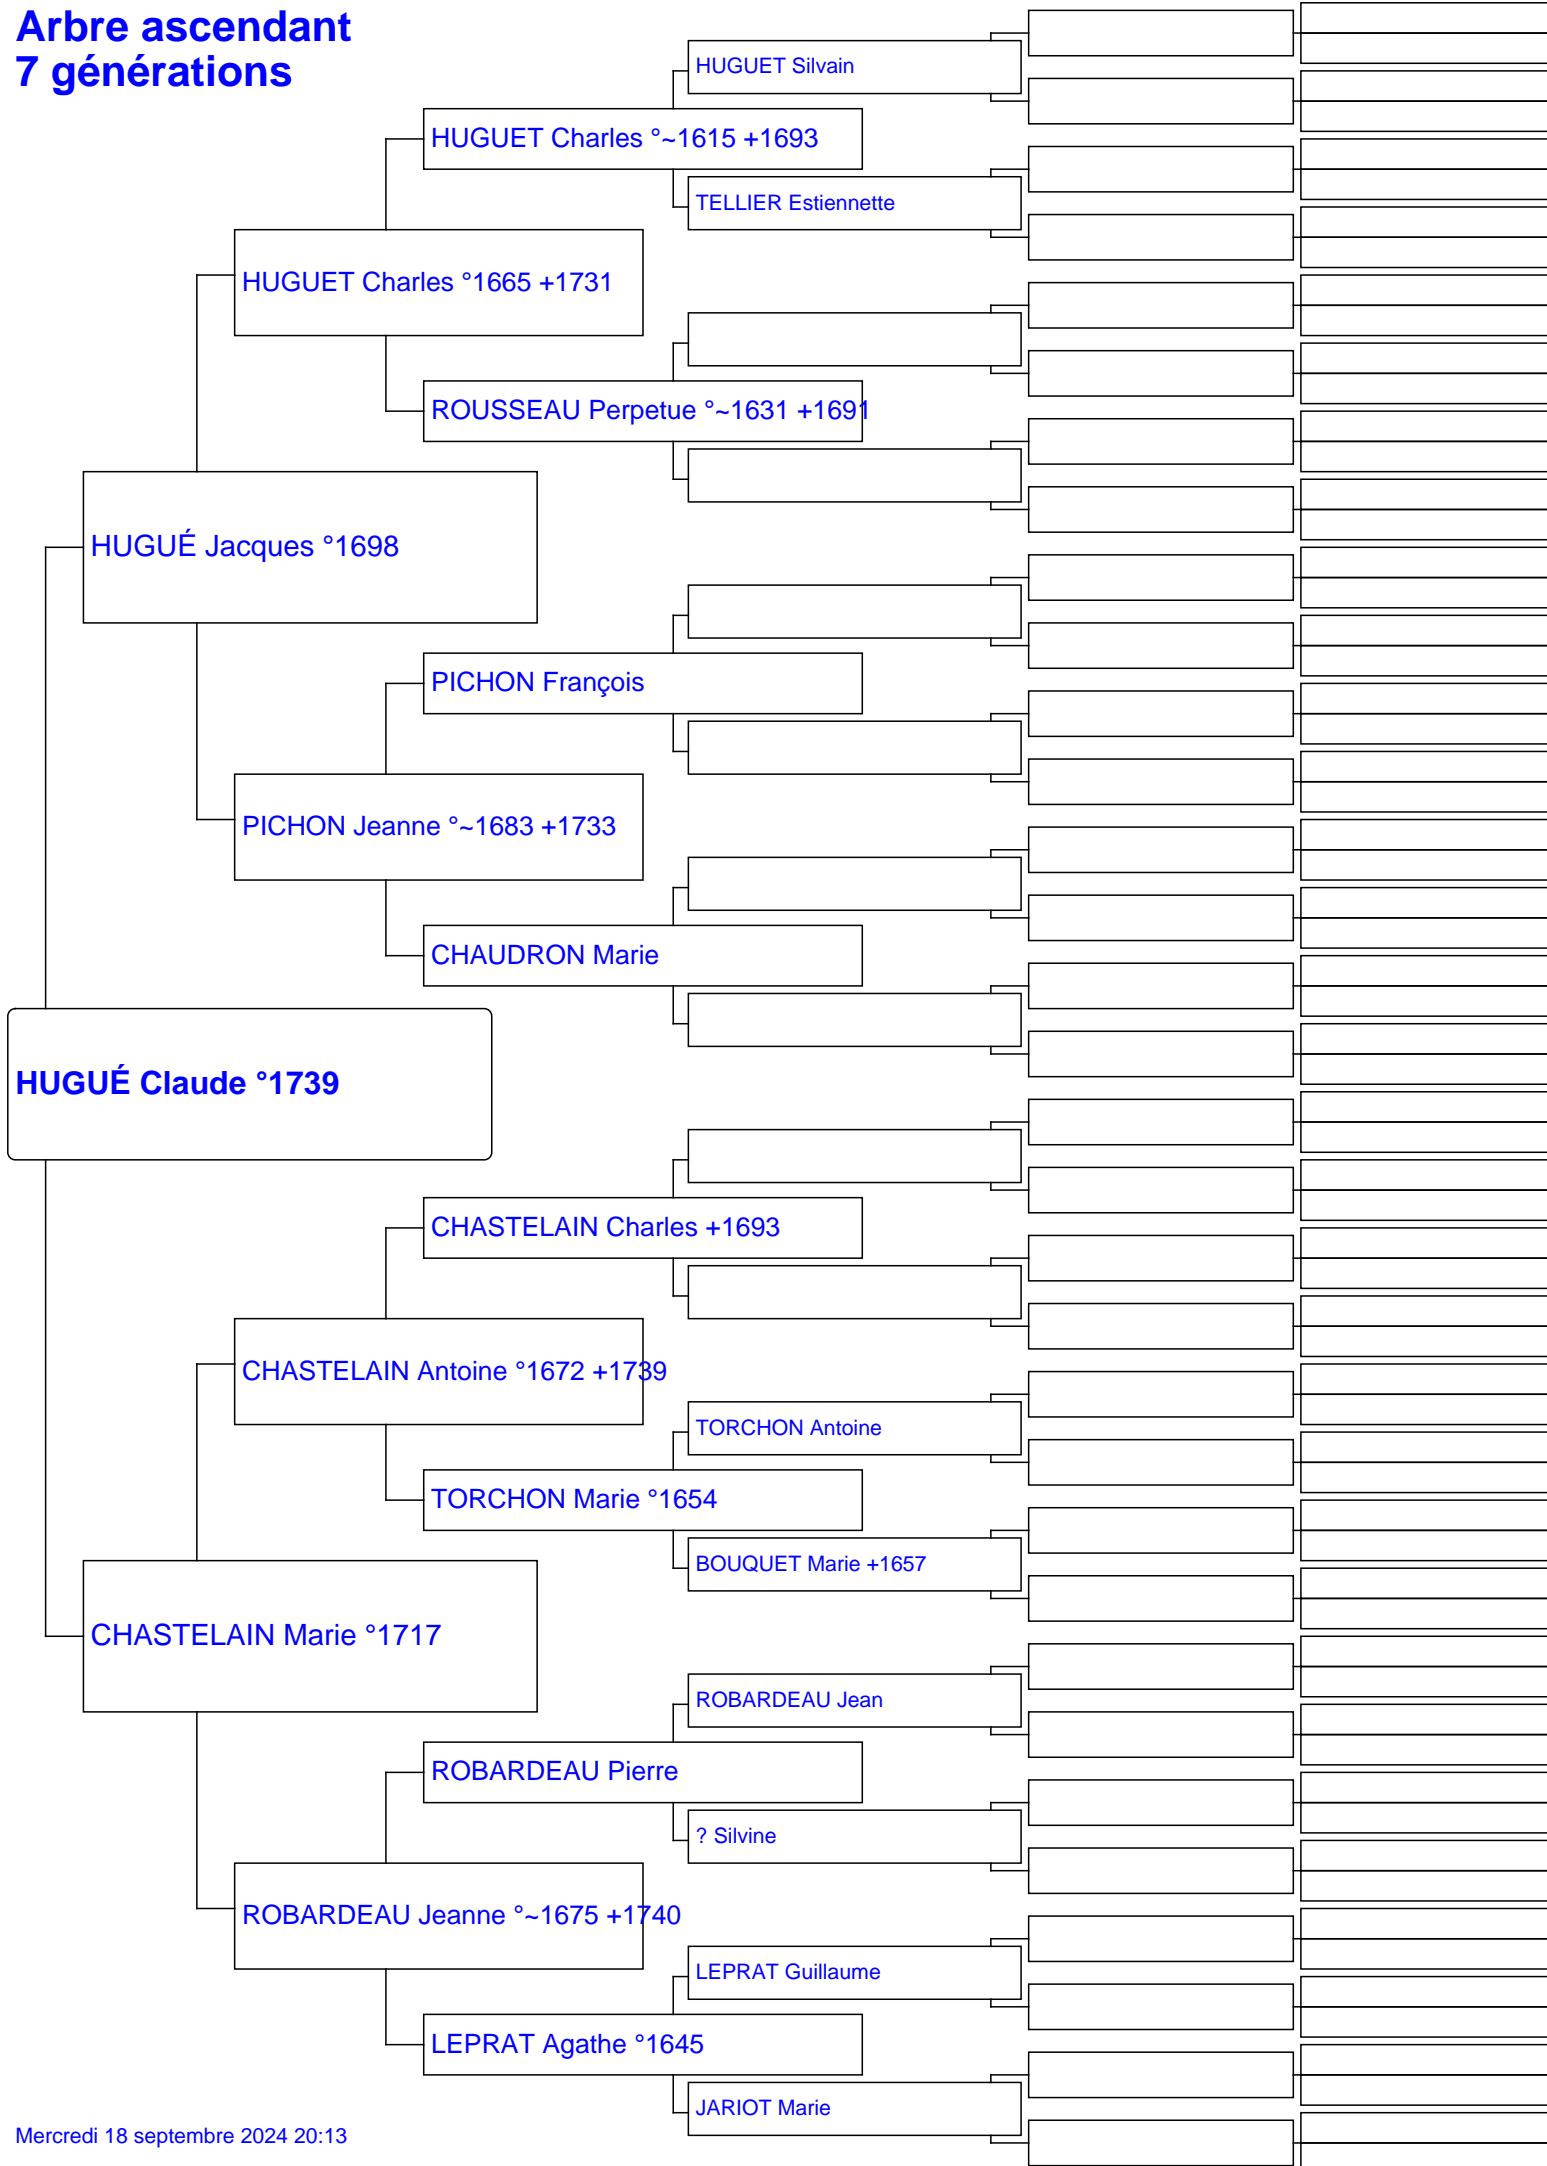 Arbre ascendant
7 générations
HUGUET Silvain
HUGUET Charles °~1615 +1693
TELLIER Estiennette
HUGUET Charles °1665 +1731
ROUSSEAU Perpetue °~1631 +1691
HUGUÉ Jacques °1698
PICHON François
PICHON Jeanne °~1683 +1733
CHAUDRON Marie
HUGUÉ Claude °1739
CHASTELAIN Charles +1693
CHASTELAIN Antoine °1672 +1739
TORCHON Antoine
TORCHON Marie °1654
BOUQUET Marie +1657
CHASTELAIN Marie °1717
ROBARDEAU Jean
ROBARDEAU Pierre
? Silvine
ROBARDEAU Jeanne °~1675 +1740
LEPRAT Guillaume
LEPRAT Agathe °1645
JARIOT Marie
Mercredi 18 septembre 2024 20:13